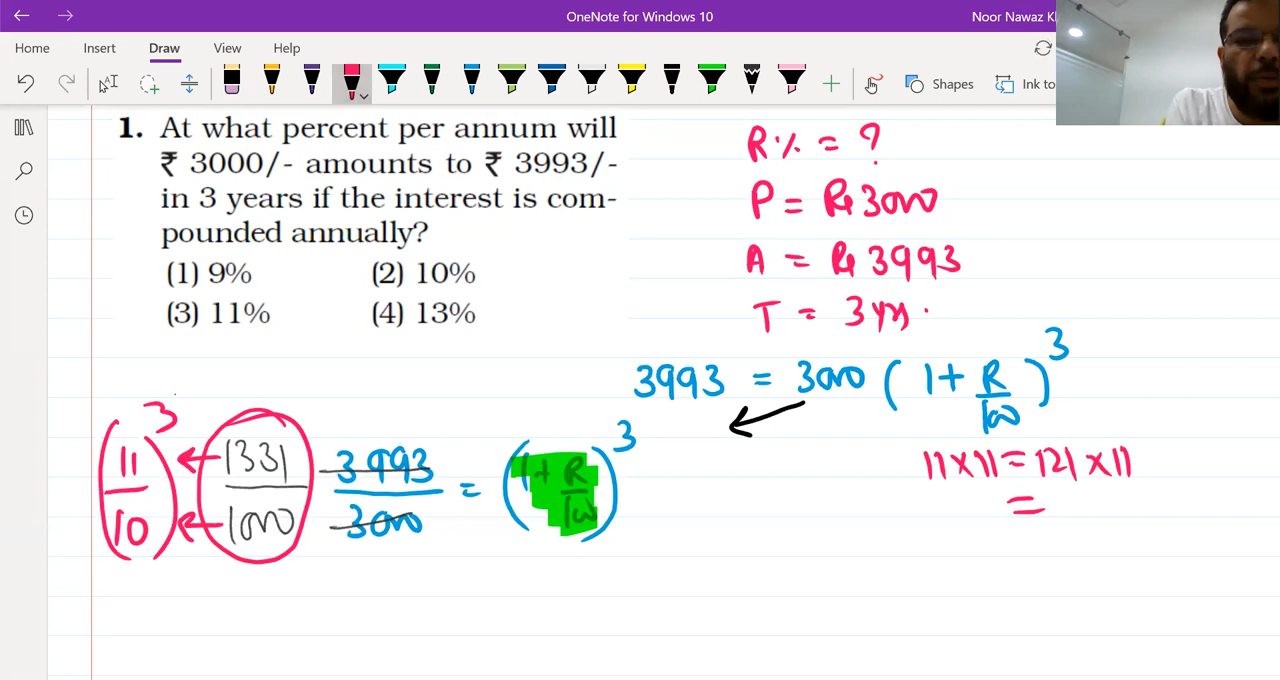 OneNote for Windows 10
Noor Nawaz Kh
Home Insert Draw View Help
Shapes Ink to
1. At what percent per annum will
₹ 3000/- amounts to ₹ 3993/-
in 3 years if the interest is com-
pounded annually?
(1) 9% (2) 10%
(3) 11% (4) 13%
R% = ?
P = Rs 3000
A = Rs 3993
T = 3 yrs.
3993 = 3000 ( 1 + R/100 )^3
(11/10)^3 ← 1331/1000 3993/3000 = (1 + R/100)^3
11 × 11 = 121 × 11
=